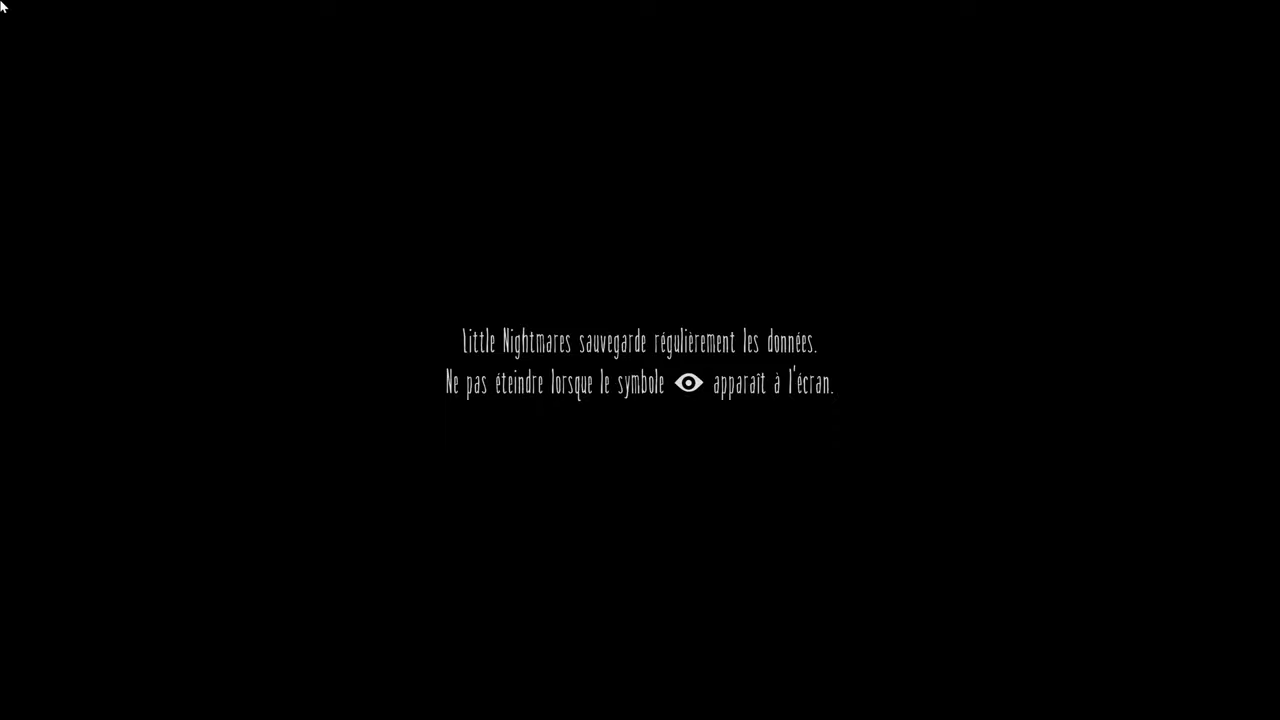 Little Nightmares sauvegarde régulièrement les données.
Ne pas éteindre lorsque le symbole apparaît à l'écran.